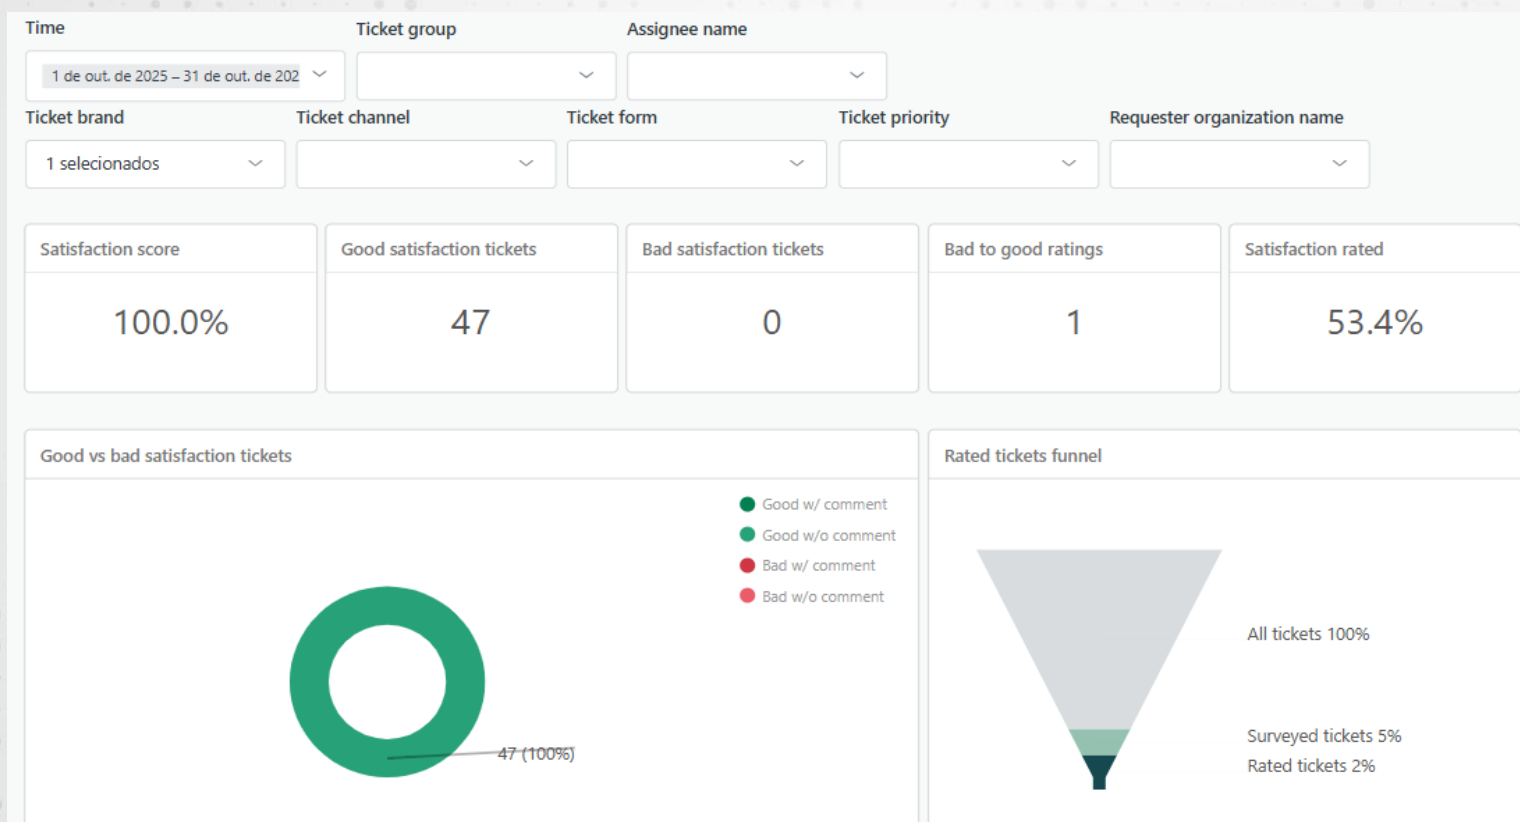 Time
Ticket group
Assignee name
1 de out. de 2025 – 31 de out. de 202
Ticket brand
Ticket channel
Ticket form
Ticket priority
Requester organization name
1 selecionados
Satisfaction score
Good satisfaction tickets
Bad satisfaction tickets
Bad to good ratings
Satisfaction rated
100.0%
47
0
1
53.4%
Good vs bad satisfaction tickets
Rated tickets funnel
Good w/ comment
Good w/o comment
Bad w/ comment
Bad w/o comment
47 (100%)
All tickets 100%
Surveyed tickets 5%
Rated tickets 2%